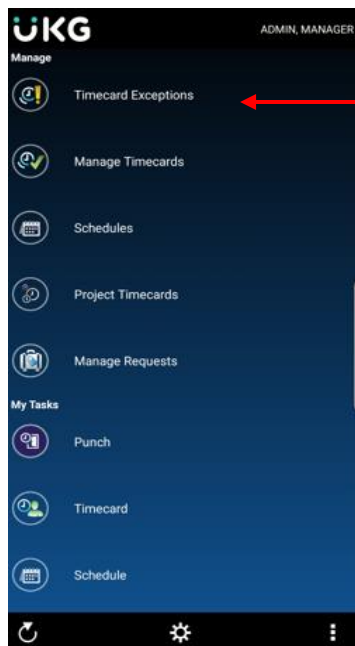 UKG
ADMIN, MANAGER
Manage
Timecard Exceptions
Manage Timecards
Schedules
Project Timecards
Manage Requests
My Tasks
Punch
Timecard
Schedule